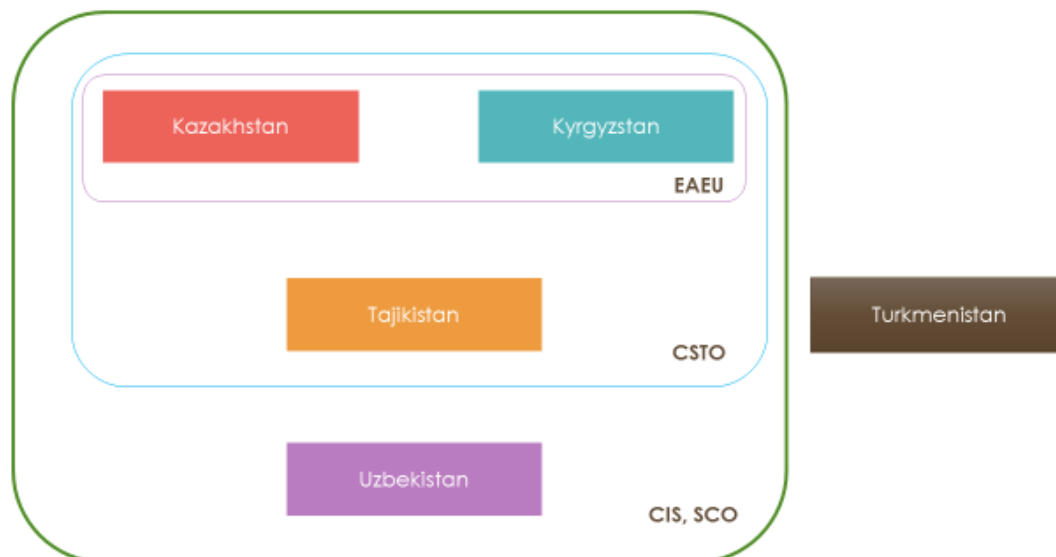 Kazakhstan
Kyrgyzstan
EAEU
Tajikistan
Turkmenistan
CSTO
Uzbekistan
CIS, SCO